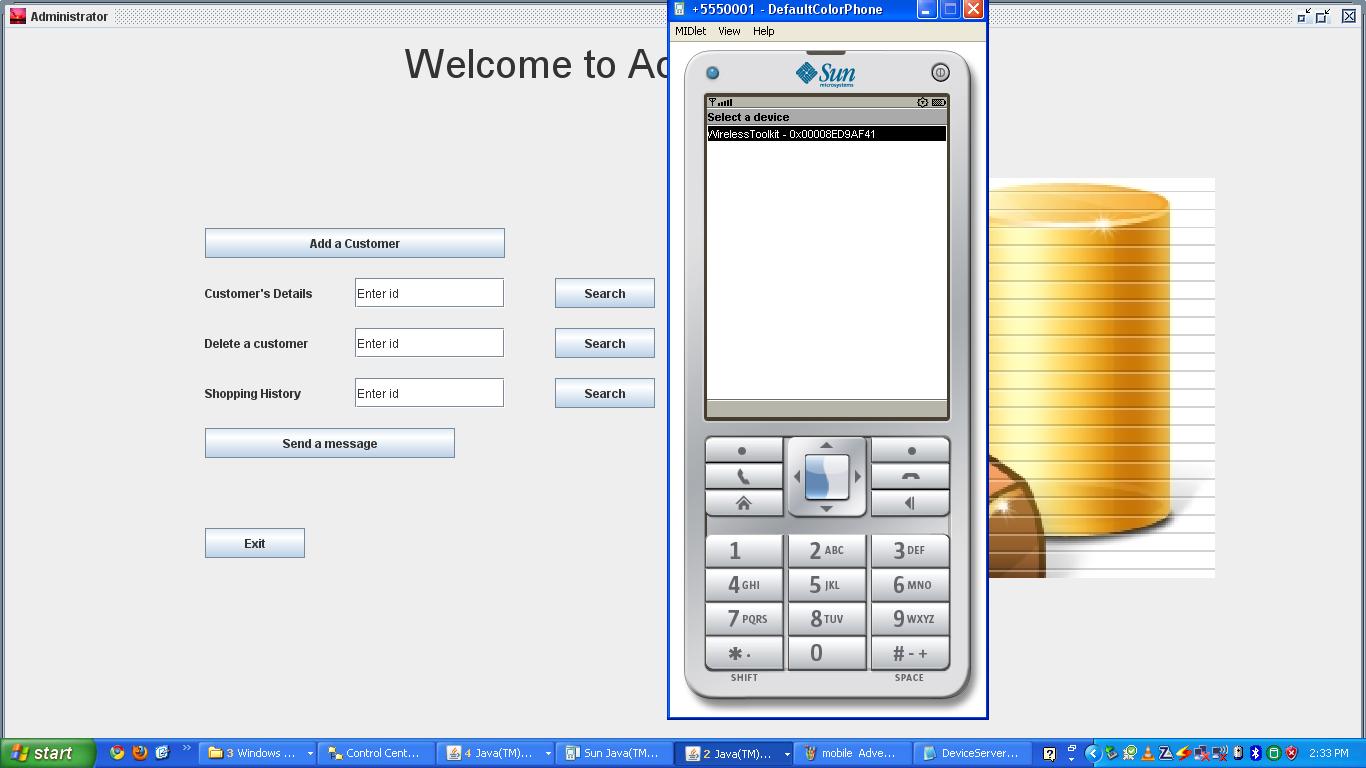 Administrator
Welcome to Ad
Add a Customer
Customer's Details Enter id Search
Delete a customer Enter id Search
Shopping History Enter id Search
Send a message
Exit
+5550001 - DefaultColorPhone
MIDlet View Help
Sun
microsystems
Select a device
WirelessToolkit - 0x00008ED9AF41
1 2 ABC 3 DEF
4 GHI 5 JKL 6 MNO
7 PQRS 8 TUV 9 WXYZ
* . 0 # - +
SHIFT SPACE
start 3 Windows ... Control Cent... 4 Java(TM)... Sun Java(TM)... 2 Java(TM)... mobile Adve... DeviceServer... 2:33 PM